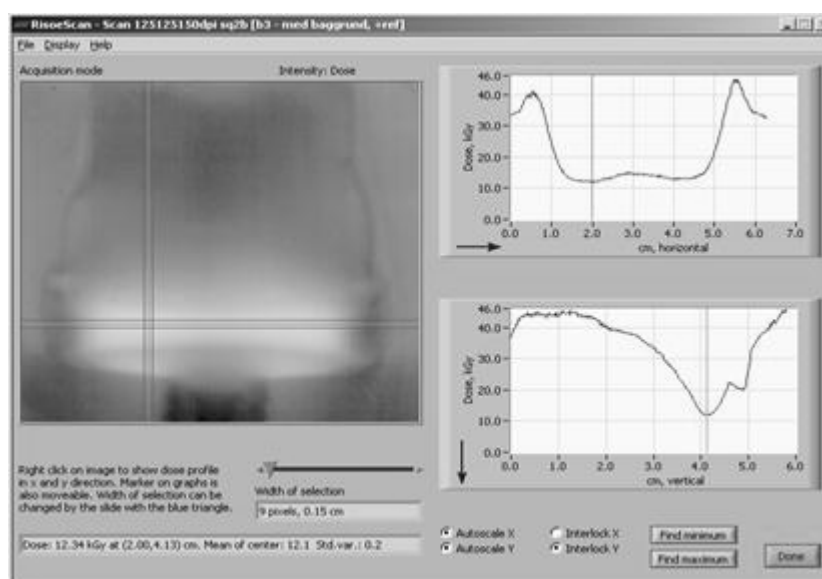 RisoeScan - Scan 125125150dpi sq2b [b3 - med baggrund, +ref]
File Display Help
Acquisition mode
Intensity: Dose
46.0
40.0
30.0
20.0
10.0
0.0
Dose, kGy
0.0 1.0 2.0 3.0 4.0 5.0 6.0 7.0
cm, horizontal
46.0
40.0
30.0
20.0
10.0
0.0
Dose, kGy
0.0 1.0 2.0 3.0 4.0 5.0 6.0
cm, vertical
Right click on image to show dose profile
in x and y direction. Marker on graphs is
also moveable. Width of selection can be
changed by the slide with the blue triangle.
Width of selection
9 pixels, 0.15 cm
Dose: 12.34 kGy at (2.00,4.13) cm. Mean of center: 12.1 Std.var.: 0.2
Autoscale X
Autoscale Y
Interlock X
Interlock Y
Find minimum
Find maximum
Done